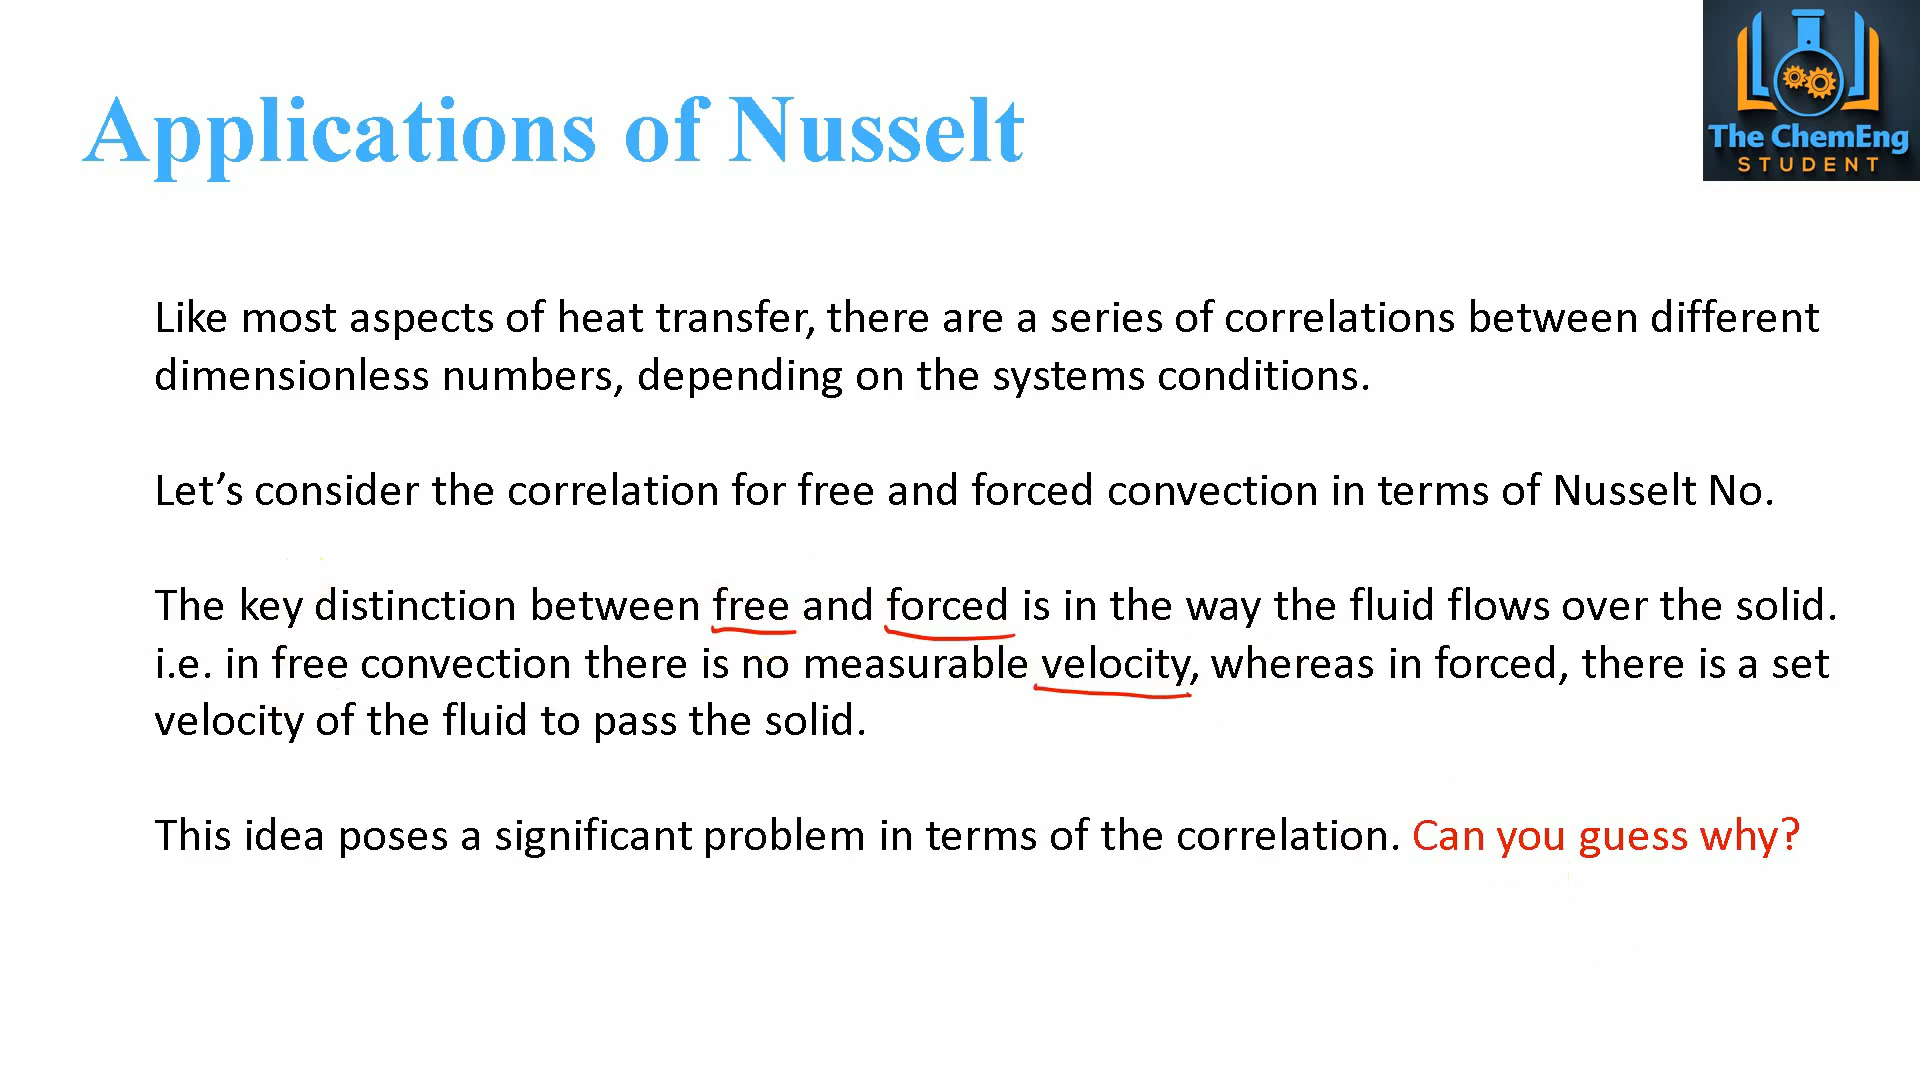 Applications of Nusselt
The ChemEng
STUDENT
Like most aspects of heat transfer, there are a series of correlations between different
dimensionless numbers, depending on the systems conditions.
Let’s consider the correlation for free and forced convection in terms of Nusselt No.
The key distinction between free and forced is in the way the fluid flows over the solid.
i.e. in free convection there is no measurable velocity, whereas in forced, there is a set
velocity of the fluid to pass the solid.
This idea poses a significant problem in terms of the correlation. Can you guess why?